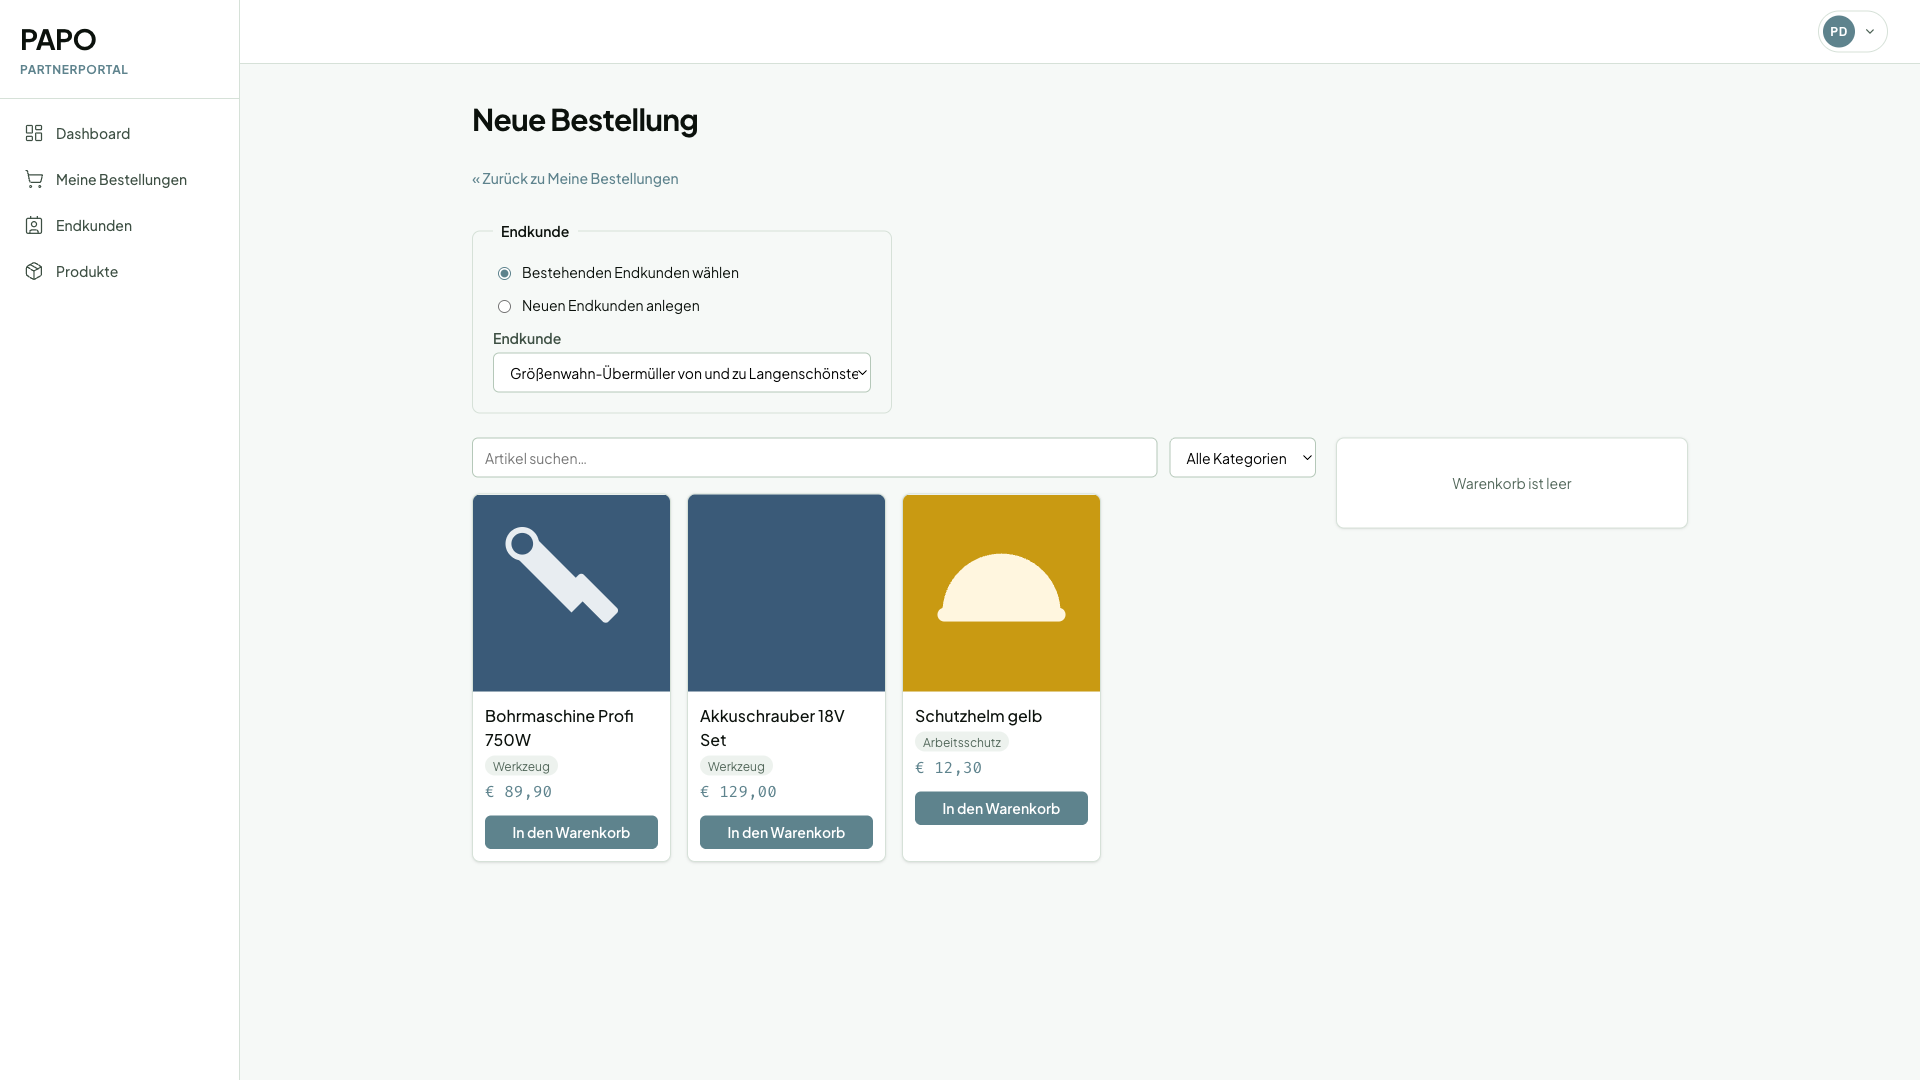 PAPO
PARTNERPORTAL
Dashboard
Meine Bestellungen
Endkunden
Produkte
PD
Neue Bestellung
« Zurück zu Meine Bestellungen
Endkunde
Bestehenden Endkunden wählen
Neuen Endkunden anlegen
Endkunde
Größenwahn-Übermüller von und zu Langenschönste
Artikel suchen...
Alle Kategorien
Warenkorb ist leer
Bohrmaschine Profi
750W
Werkzeug
€ 89,90
In den Warenkorb
Akkuschrauber 18V
Set
Werkzeug
€ 129,00
In den Warenkorb
Schutzhelm gelb
Arbeitsschutz
€ 12,30
In den Warenkorb